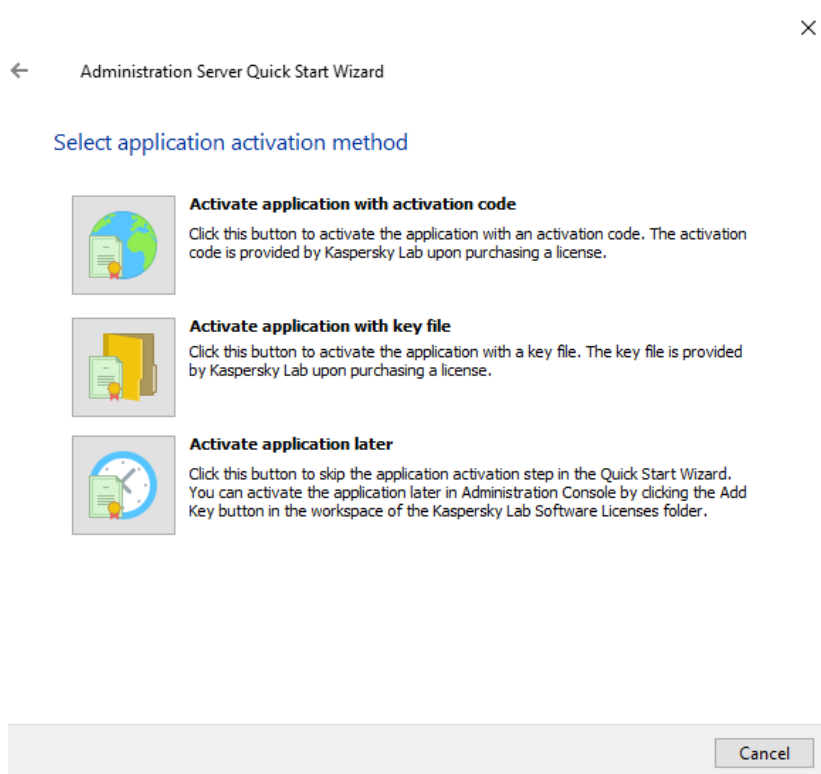 Administration Server Quick Start Wizard
Select application activation method
Activate application with activation code
Click this button to activate the application with an activation code. The activation
code is provided by Kaspersky Lab upon purchasing a license.
Activate application with key file
Click this button to activate the application with a key file. The key file is provided
by Kaspersky Lab upon purchasing a license.
Activate application later
Click this button to skip the application activation step in the Quick Start Wizard.
You can activate the application later in Administration Console by clicking the Add
Key button in the workspace of the Kaspersky Lab Software Licenses folder.
Cancel